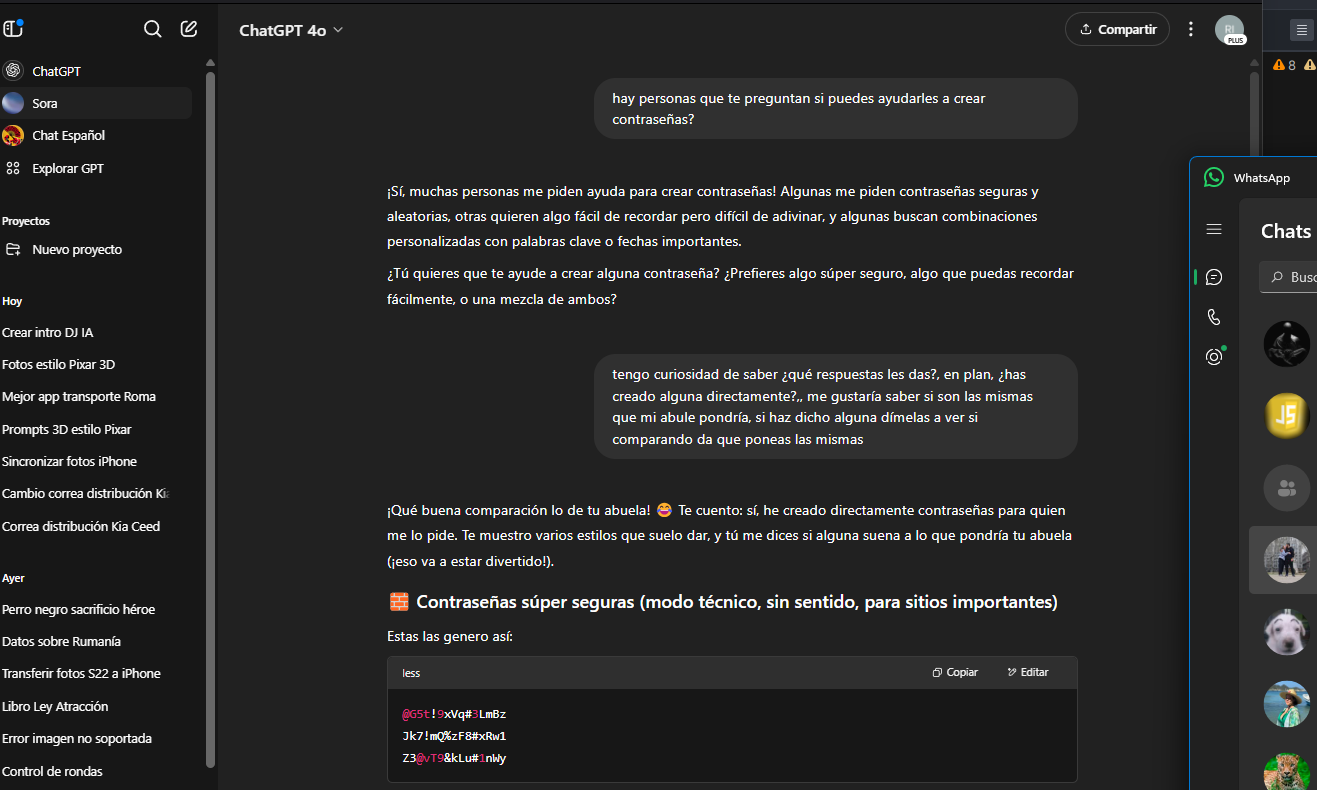 ChatGPT
Sora
Chat Español
Explorar GPT
Proyectos
Nuevo proyecto
Hoy
Crear intro DJ IA
Fotos estilo Pixar 3D
Mejor app transporte Roma
Prompts 3D estilo Pixar
Sincronizar fotos iPhone
Cambio correa distribución Kia
Correa distribución Kia Ceed
Ayer
Perro negro sacrificio héroe
Datos sobre Rumanía
Transferir fotos S22 a iPhone
Libro Ley Atracción
Error imagen no soportada
Control de rondas
ChatGPT 4o
Compartir
RI
PLUS
hay personas que te preguntan si puedes ayudarles a crear
contraseñas?
¡Sí, muchas personas me piden ayuda para crear contraseñas! Algunas me piden contraseñas seguras y
aleatorias, otras quieren algo fácil de recordar pero difícil de adivinar, y algunas buscan combinaciones
personalizadas con palabras clave o fechas importantes.
¿Tú quieres que te ayude a crear alguna contraseña? ¿Prefieres algo súper seguro, algo que puedas recordar
fácilmente, o una mezcla de ambos?
tengo curiosidad de saber ¿qué respuestas les das?, en plan, ¿has
creado alguna directamente?,, me gustaría saber si son las mismas
que mi abule pondría, si haz dicho alguna dímelas a ver si
comparando da que poneas las mismas
¡Qué buena comparación lo de tu abuela! 😄 Te cuento: sí, he creado directamente contraseñas para quien
me lo pide. Te muestro varios estilos que suelo dar, y tú me dices si alguna suena a lo que pondría tu abuela
(¡eso va a estar divertido!).
🧱 Contraseñas súper seguras (modo técnico, sin sentido, para sitios importantes)
Estas las genero así:
less
Copiar
Editar
@G5t!9xVq#3LmBz
Jk7!mQ%zF8#xRw1
Z3@vT9&kLu#1nWy
8
WhatsApp
Chats
Busc
JS